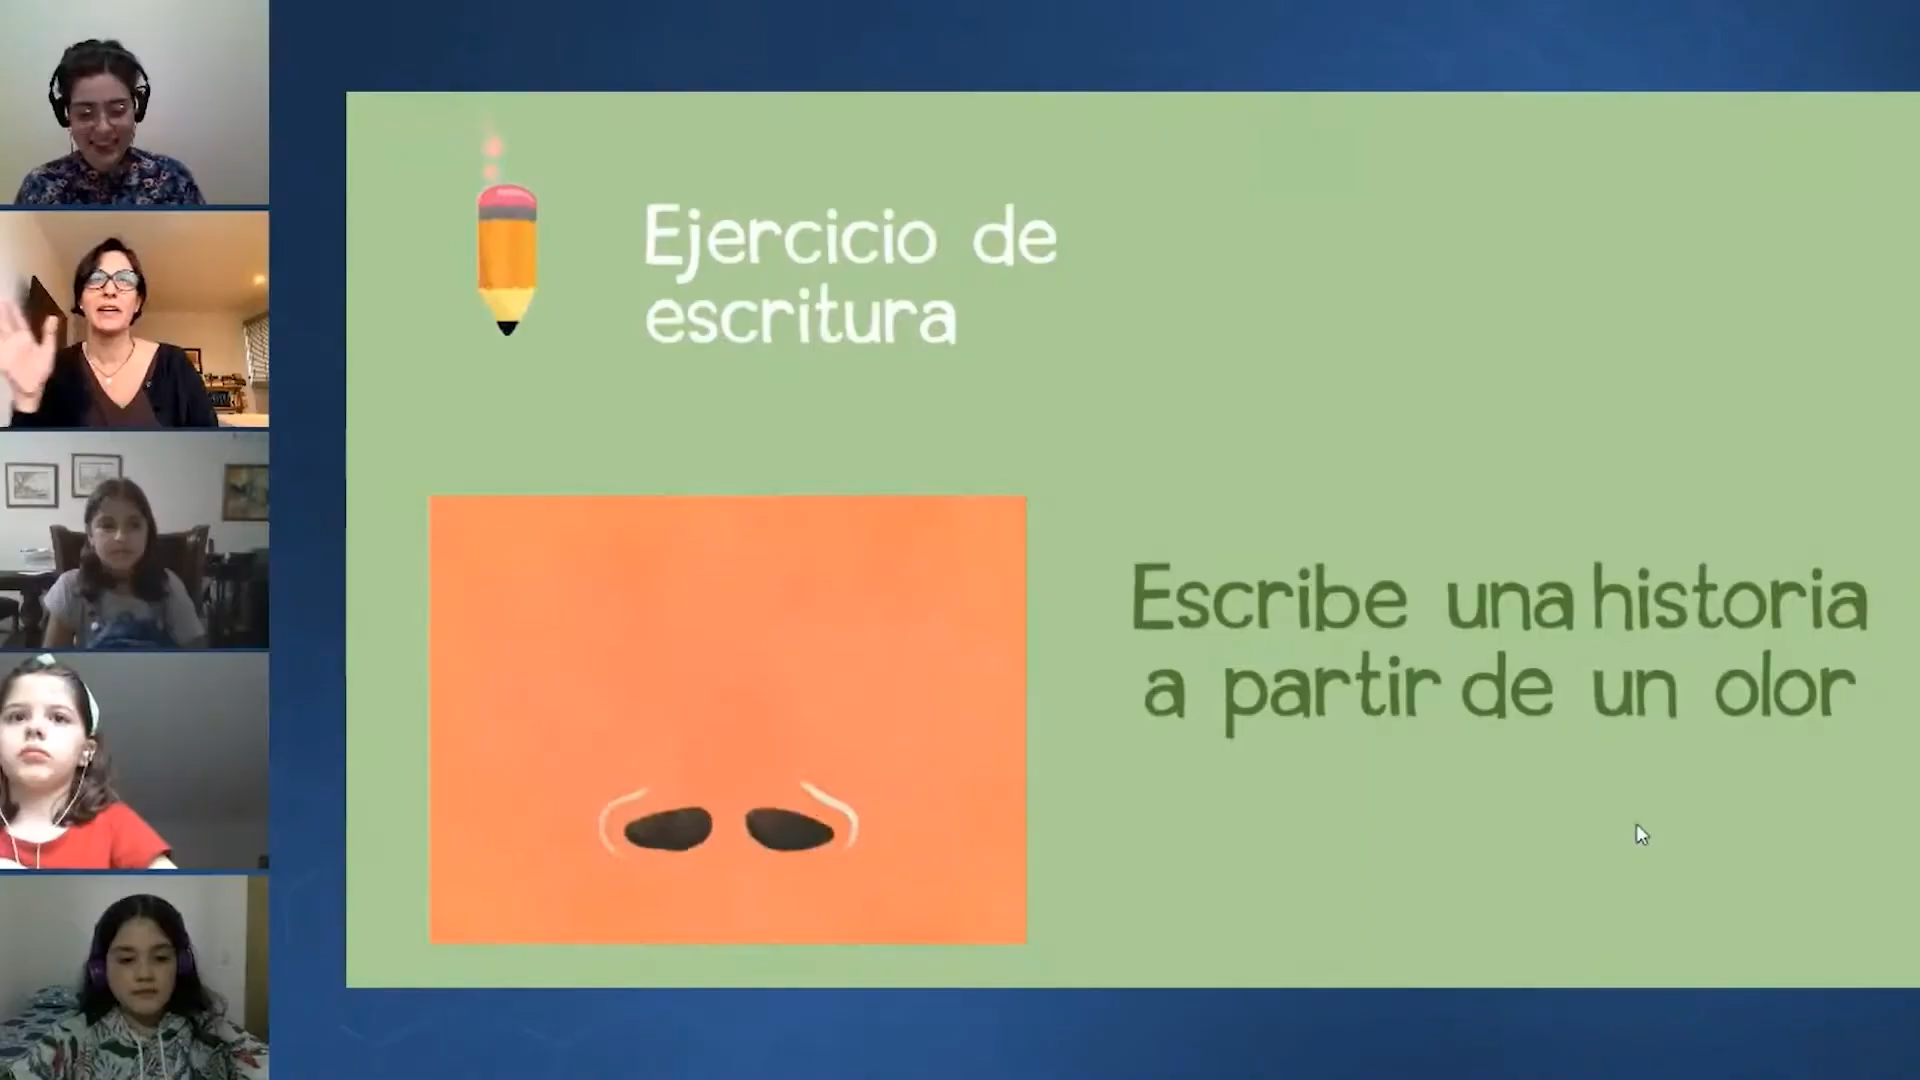 Ejercicio de
escritura
Escribe una historia
a partir de un olor